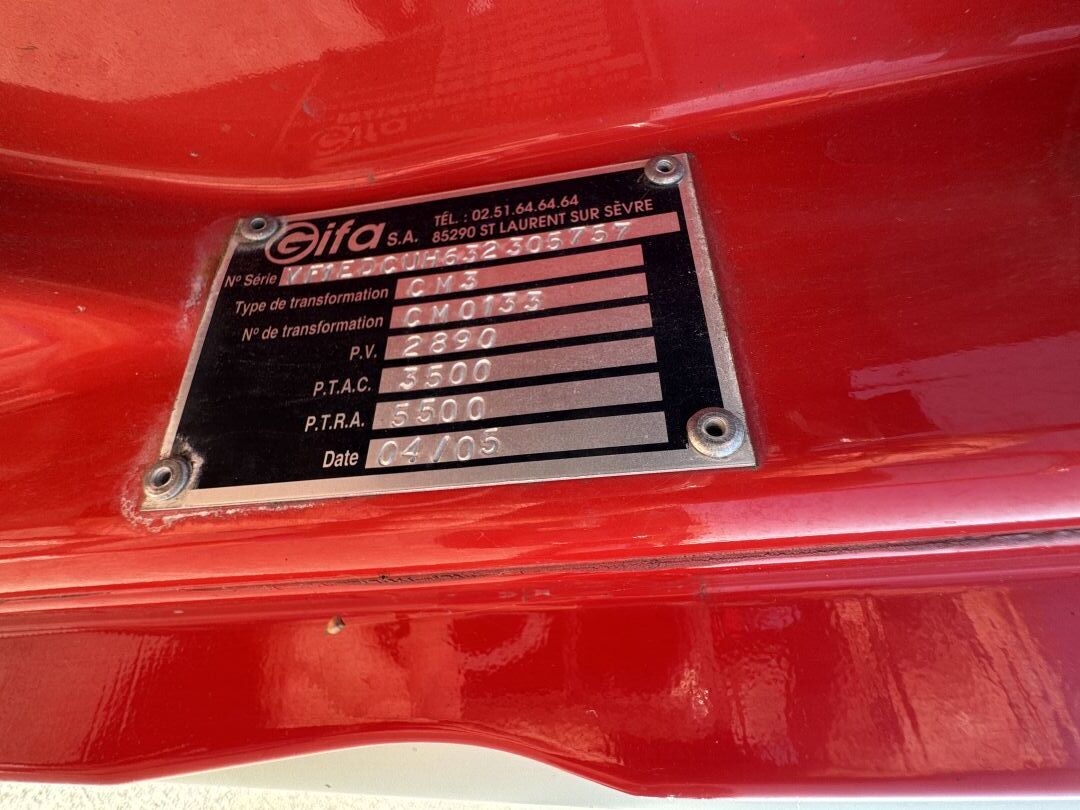 Gifa S.A. TÉL. : 02.51.64.64.64
85290 ST LAURENT SUR SÈVRE
N° Série VF1EDCUH632305757
Type de transformation CM3
N° de transformation CM0133
P.V. 2890
P.T.A.C. 3500
P.T.R.A. 5500
Date 04/05